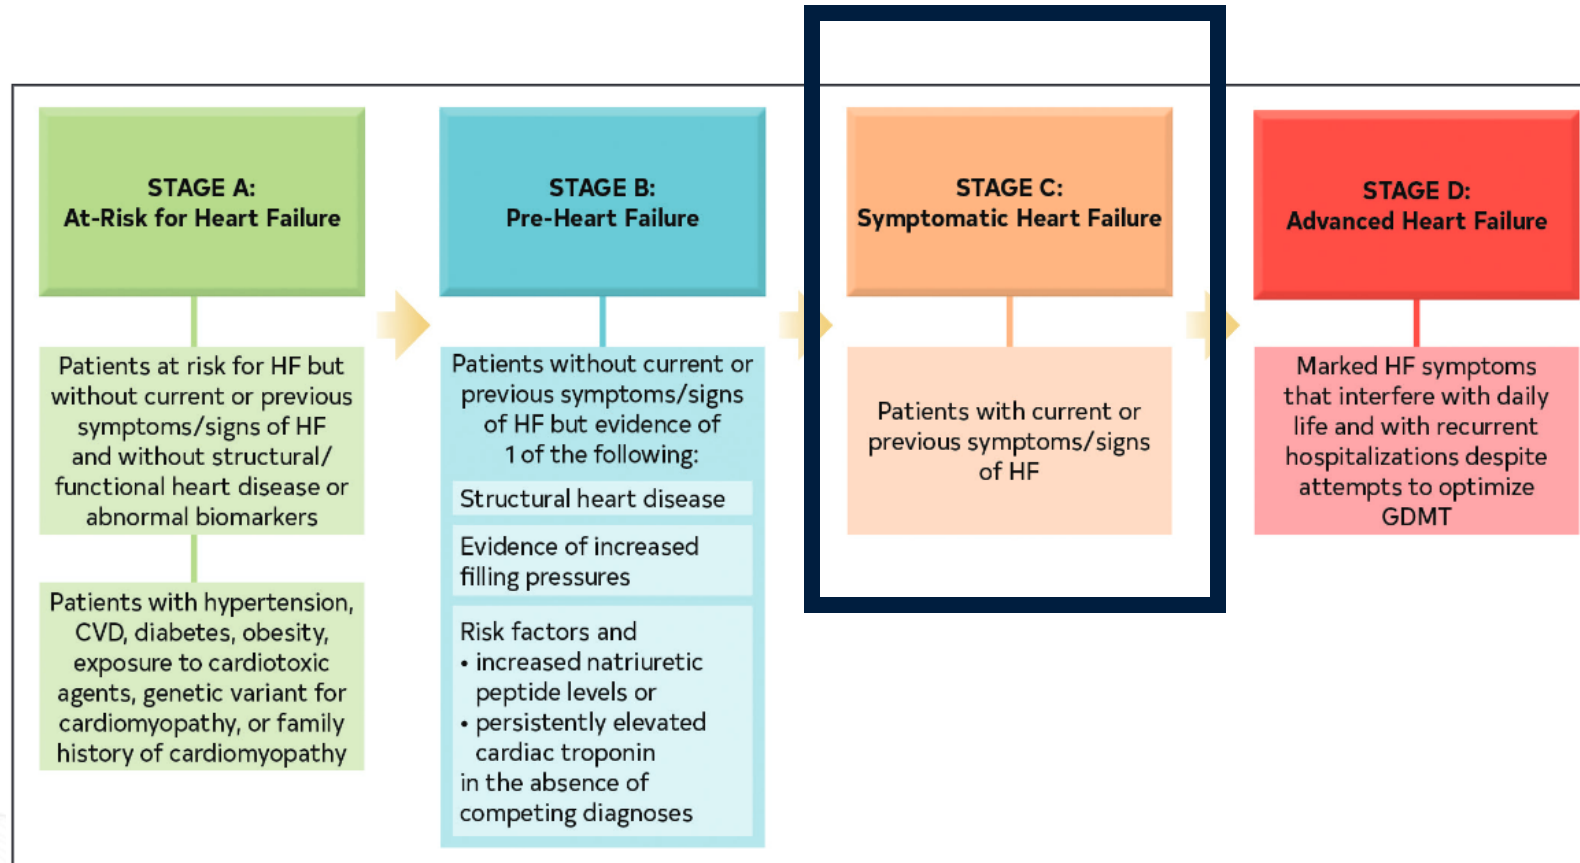 STAGE A:
At-Risk for Heart Failure
Patients at risk for HF but
without current or previous
symptoms/signs of HF
and without structural/
functional heart disease or
abnormal biomarkers
Patients with hypertension,
CVD, diabetes, obesity,
exposure to cardiotoxic
agents, genetic variant for
cardiomyopathy, or family
history of cardiomyopathy
STAGE B:
Pre-Heart Failure
Patients without current or
previous symptoms/signs
of HF but evidence of
1 of the following:
Structural heart disease
Evidence of increased
filling pressures
Risk factors and
• increased natriuretic
peptide levels or
• persistently elevated
cardiac troponin
in the absence of
competing diagnoses
STAGE C:
Symptomatic Heart Failure
Patients with current or
previous symptoms/signs
of HF
STAGE D:
Advanced Heart Failure
Marked HF symptoms
that interfere with daily
life and with recurrent
hospitalizations despite
attempts to optimize
GDMT